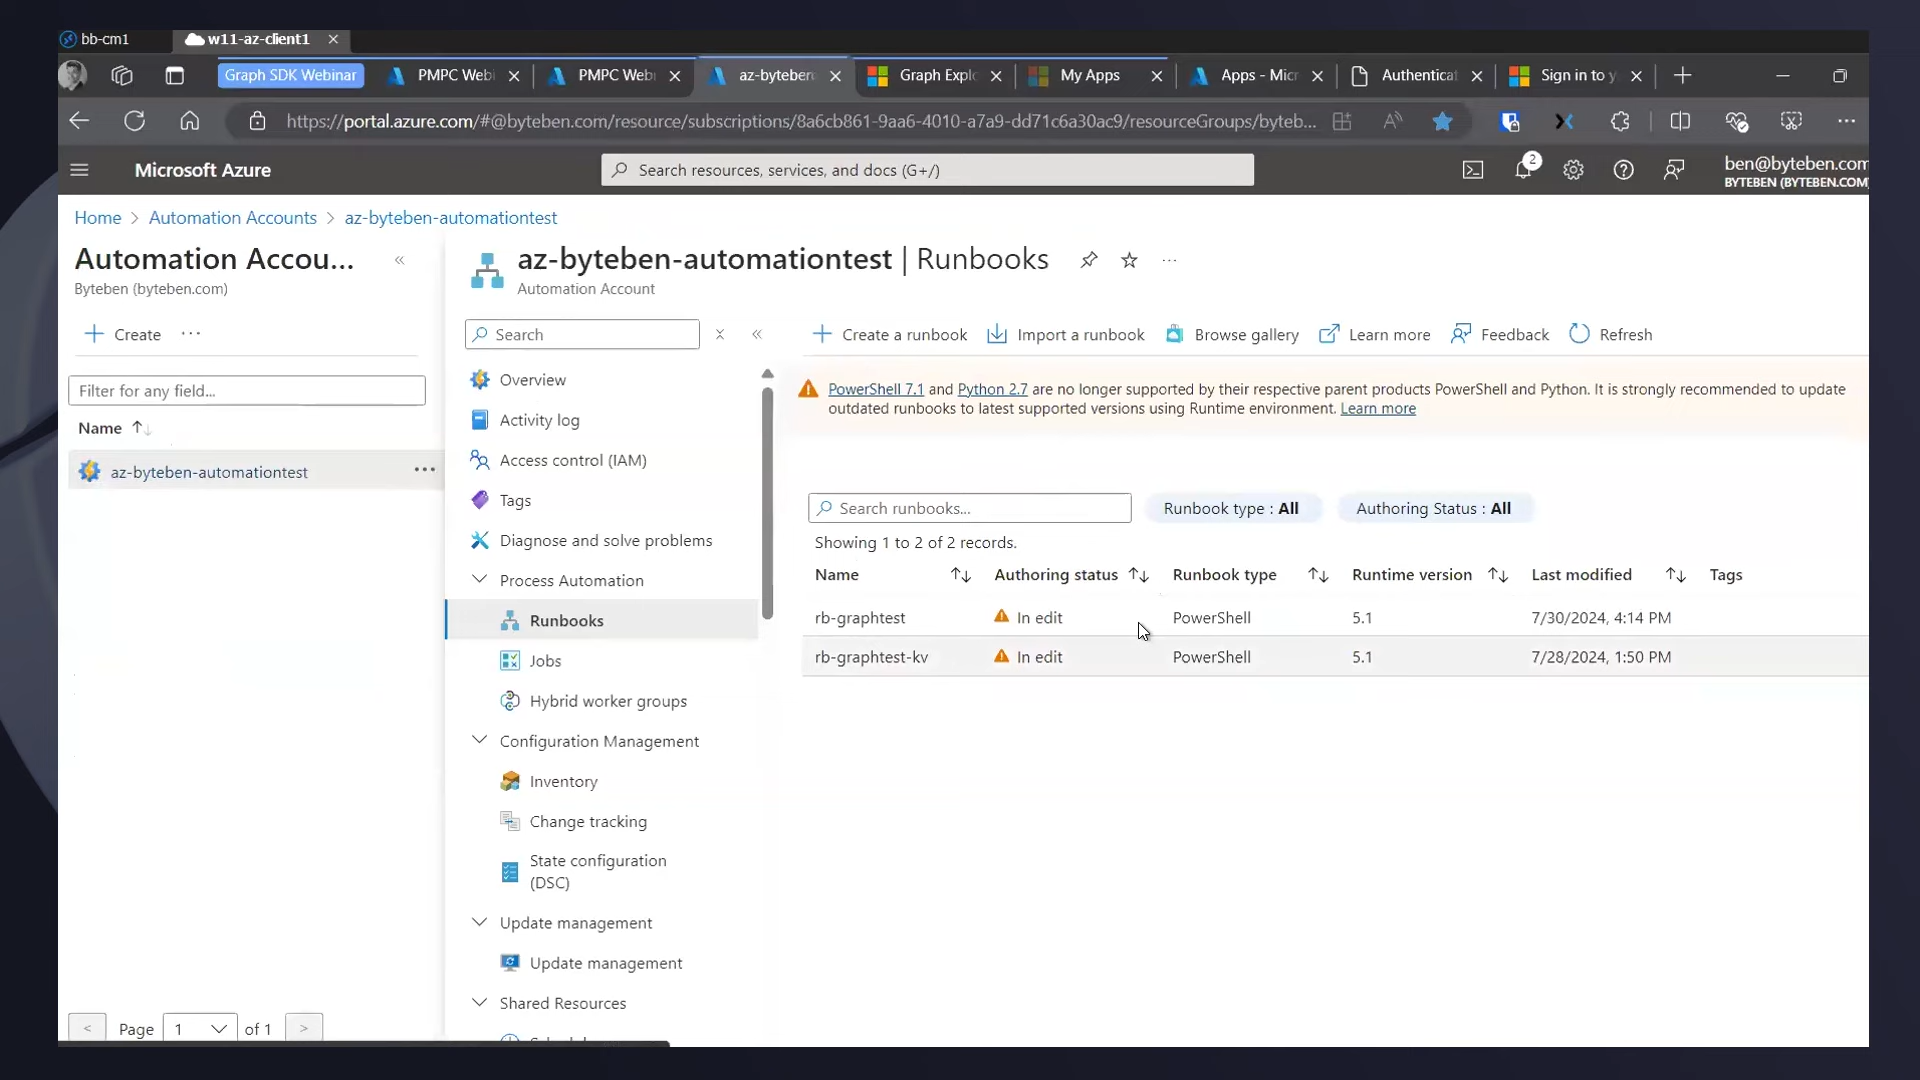 bb-cm1
w11-az-client1
Graph SDK Webinar
PMPC Webi
PMPC Webi
az-byteben
Graph Explo
My Apps
Apps - Micr
Authenticat
Sign in to y
https://portal.azure.com/#@byteben.com/resource/subscriptions/8a6cb861-9aa6-4010-a7a9-dd71c6a30ac9/resourceGroups/byteb...
Microsoft Azure
Search resources, services, and docs (G+/)
2
ben@byteben.com
BYTEBEN (BYTEBEN.COM)
Home > Automation Accounts > az-byteben-automationtest
Automation Accou...
Byteben (byteben.com)
Create
Filter for any field...
Name
az-byteben-automationtest
Page 1 of 1
az-byteben-automationtest | Runbooks
Automation Account
Search
Overview
Activity log
Access control (IAM)
Tags
Diagnose and solve problems
Process Automation
Runbooks
Jobs
Hybrid worker groups
Configuration Management
Inventory
Change tracking
State configuration
(DSC)
Update management
Update management
Shared Resources
Create a runbook
Import a runbook
Browse gallery
Learn more
Feedback
Refresh
PowerShell 7.1 and Python 2.7 are no longer supported by their respective parent products PowerShell and Python. It is strongly recommended to update
outdated runbooks to latest supported versions using Runtime environment. Learn more
Search runbooks...
Runbook type : All
Authoring Status : All
Showing 1 to 2 of 2 records.
Name Authoring status Runbook type Runtime version Last modified Tags
rb-graphtest In edit PowerShell 5.1 7/30/2024, 4:14 PM
rb-graphtest-kv In edit PowerShell 5.1 7/28/2024, 1:50 PM